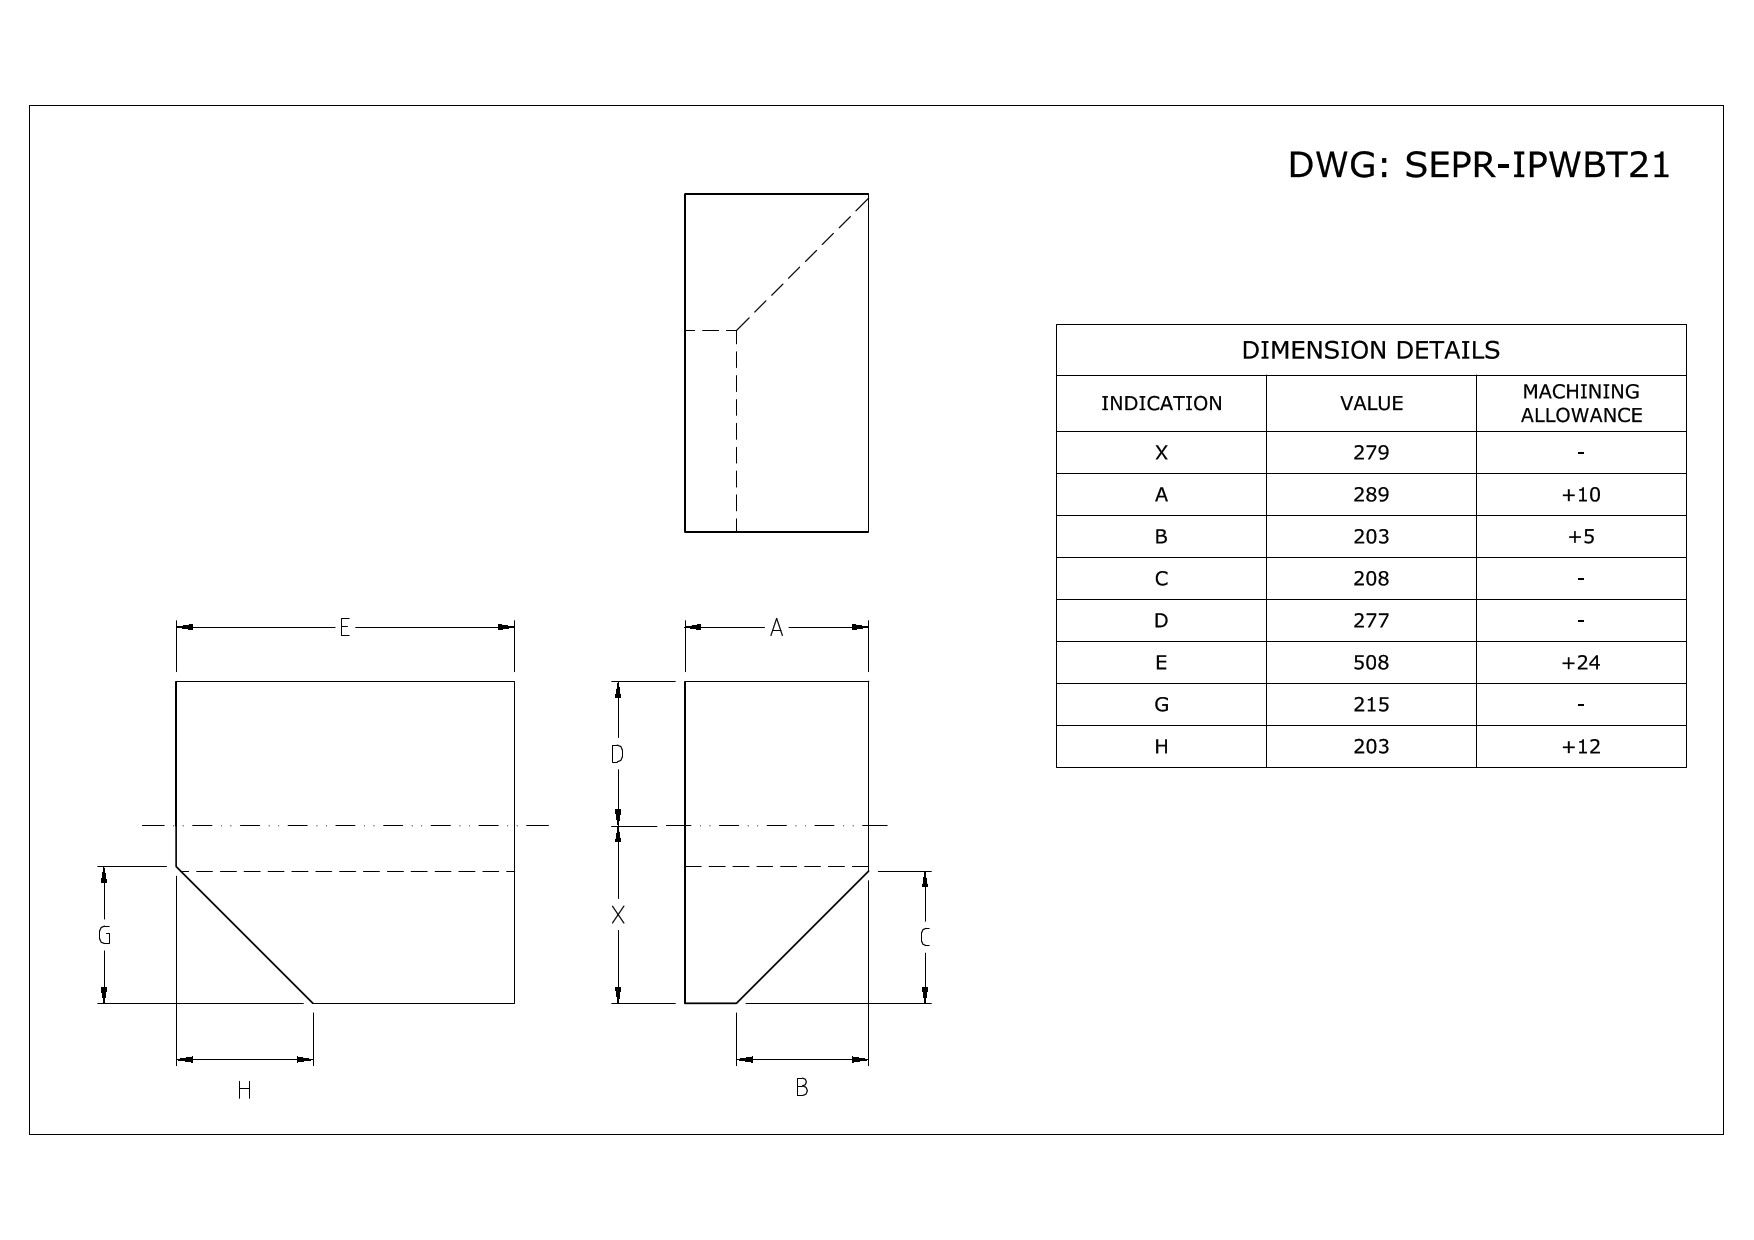 DWG: SEPR-IPWBT21
DIMENSION DETAILS
INDICATION VALUE MACHINING ALLOWANCE
X 279 -
A 289 +10
B 203 +5
C 208 -
D 277 -
E 508 +24
G 215 -
H 203 +12
E
A
D
X
G
C
H
B